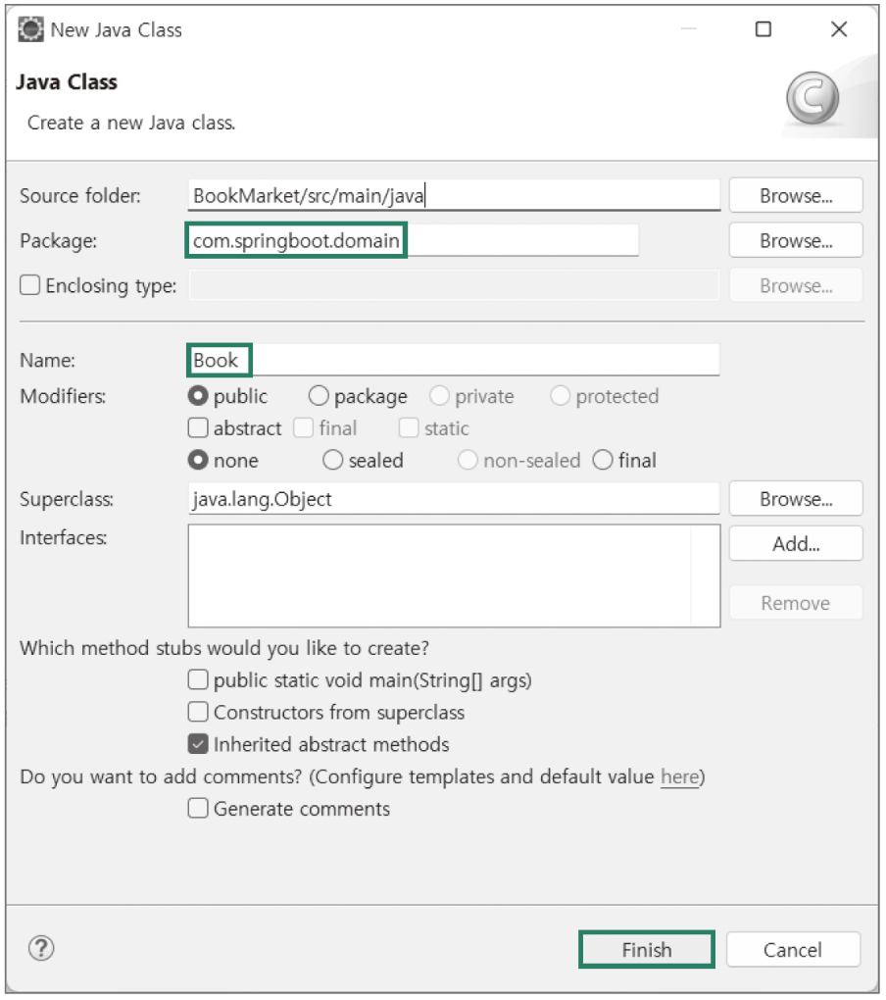 New Java Class
Java Class
Create a new Java class.
Source folder: BookMarket/src/main/java Browse...
Package: com.springboot.domain Browse...
Enclosing type: Browse...
Name: Book
Modifiers: public package private protected
abstract final static
none sealed non-sealed final
Superclass: java.lang.Object Browse...
Interfaces: Add...
Remove
Which method stubs would you like to create?
public static void main(String[] args)
Constructors from superclass
Inherited abstract methods
Do you want to add comments? (Configure templates and default value here)
Generate comments
Finish Cancel